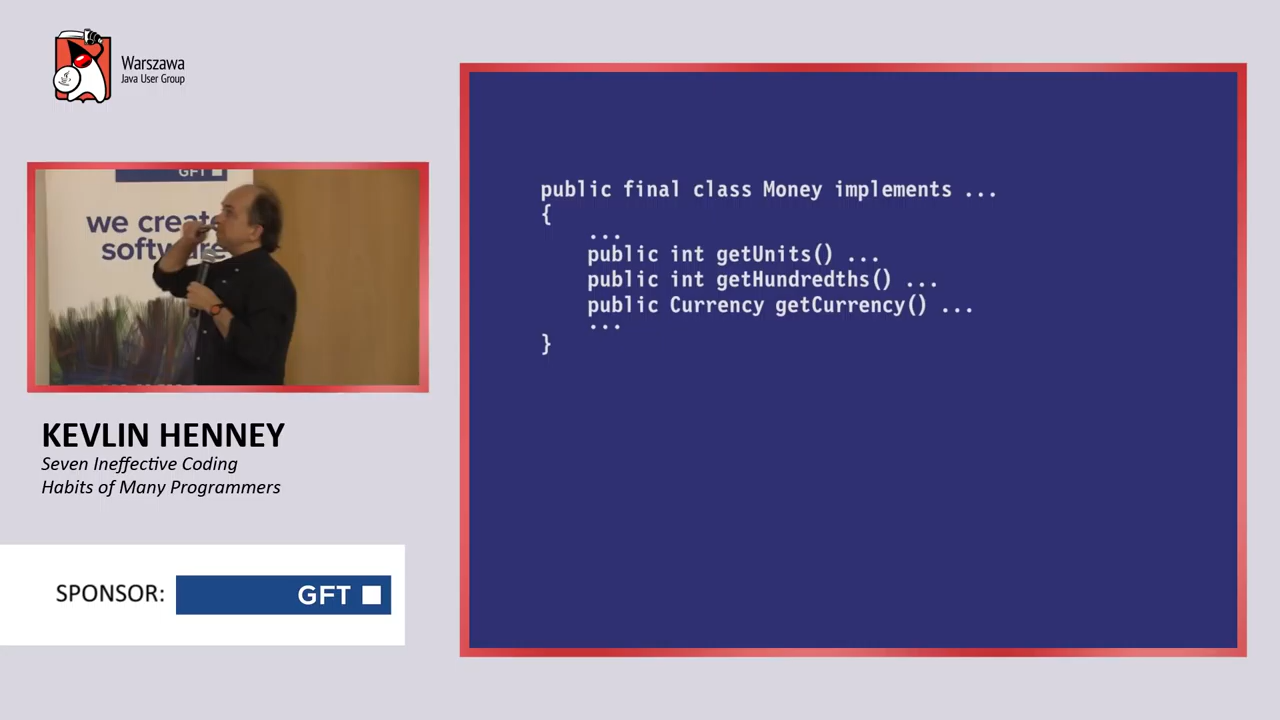 Warszawa
Java User Group
GFT
we create
software
KEVLIN HENNEY
Seven Ineffective Coding
Habits of Many Programmers
SPONSOR:
GFT
public final class Money implements ...
{
...
public int getUnits() ...
public int getHundredths() ...
public Currency getCurrency() ...
...
}